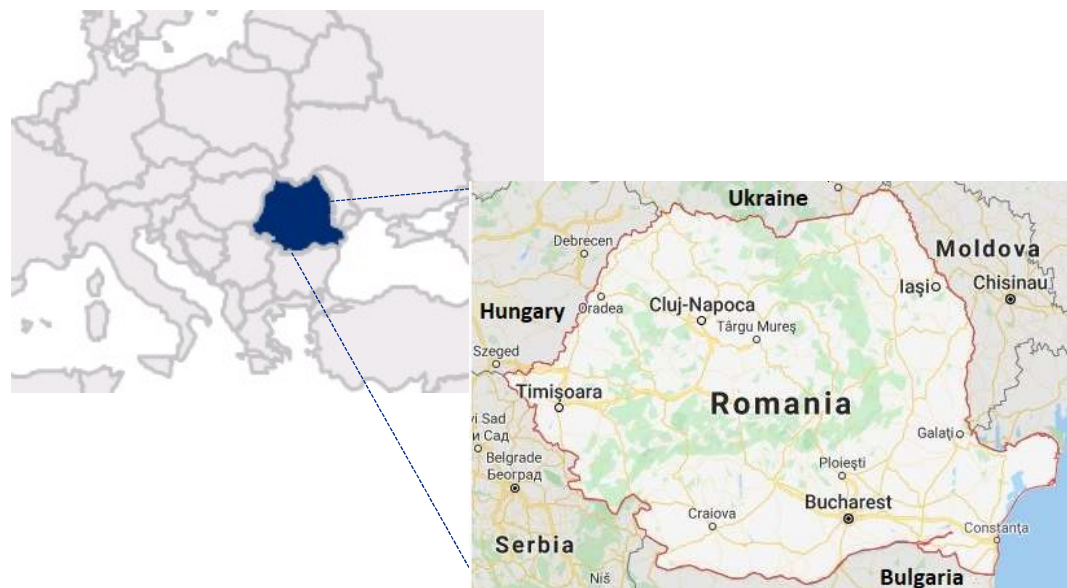 Ukraine
Debrecen
Moldova
Iași
Chisinau
Oradea
Cluj-Napoca
Hungary
Târgu Mureș
Szeged
Timișoara
Romania
vi Sad
и Сад
Galați
Belgrade
Београд
Ploiești
Bucharest
Craiova
Constanța
Serbia
Niš
Bulgaria